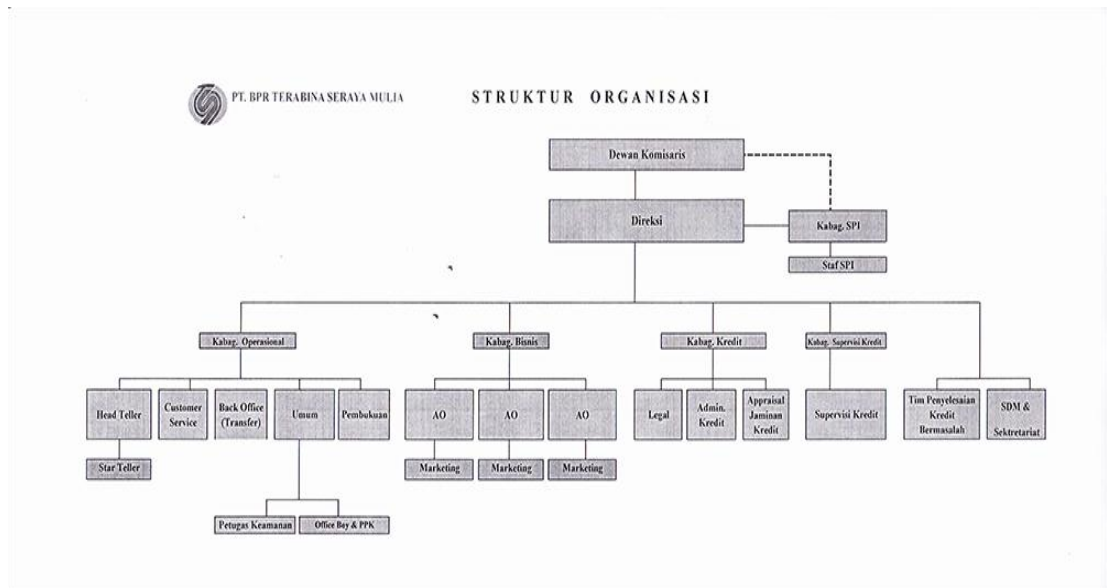 PT. BPR TERABINA SERAYA MULIA
STRUKTUR ORGANISASI
Dewan Komisaris
Direksi
Kabag. SPI
Staf SPI
Kabag. Operasional
Kabag. Bisnis
Kabag. Kredit
Kabag. Supervisi Kredit
Head Teller
Customer
Service
Back Office
(Transfer)
Umum
Pembukuan
AO
AO
AO
Legal
Admin.
Kredit
Appraisal
Jaminan
Kredit
Supervisi Kredit
Tim Penyelesaian
Kredit
Bermasalah
SDM &
Sektretariat
Star Teller
Marketing
Marketing
Marketing
Petugas Keamanan
Office Boy & PPK